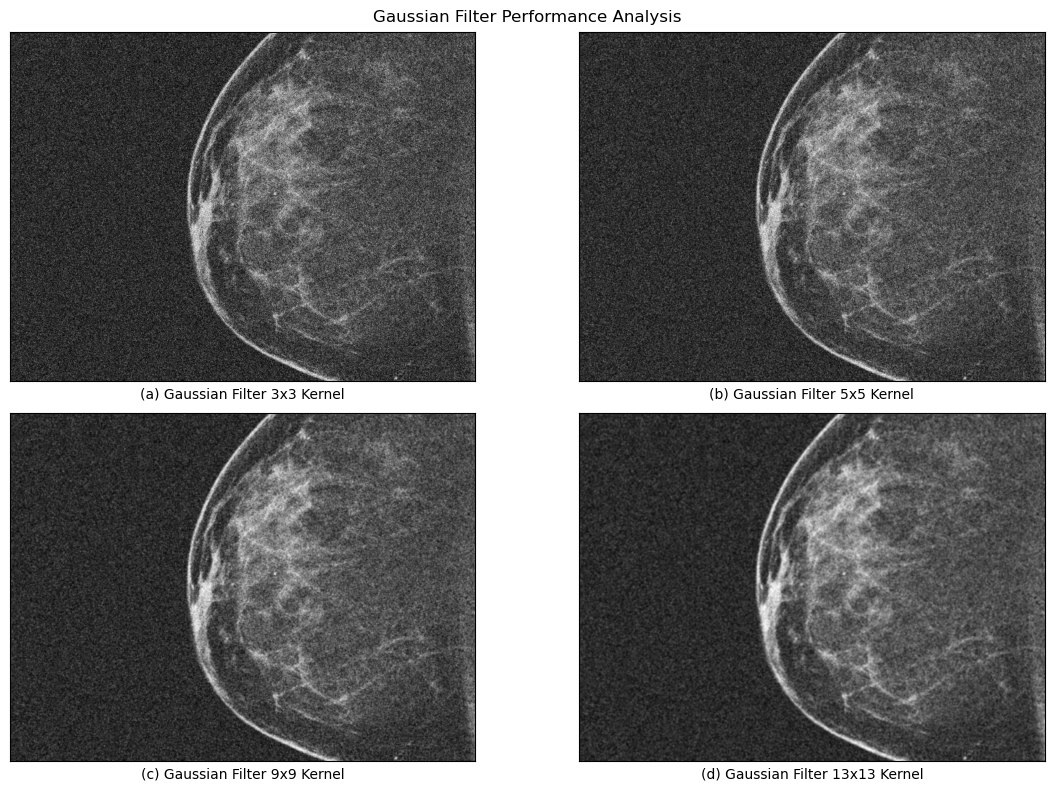 Gaussian Filter Performance Analysis
(a) Gaussian Filter 3x3 Kernel
(b) Gaussian Filter 5x5 Kernel
(c) Gaussian Filter 9x9 Kernel
(d) Gaussian Filter 13x13 Kernel